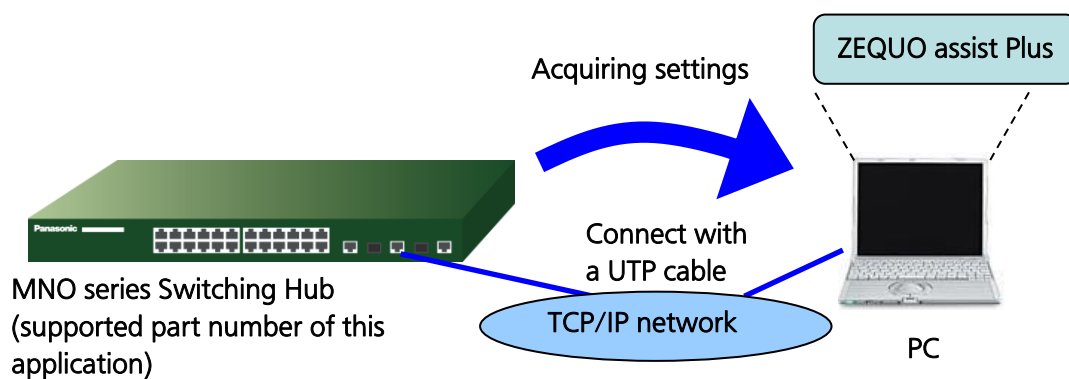 ZEQUO assist Plus
Acquiring settings
Panasonic
Connect with
a UTP cable
MNO series Switching Hub
(supported part number of this
application)
TCP/IP network
PC